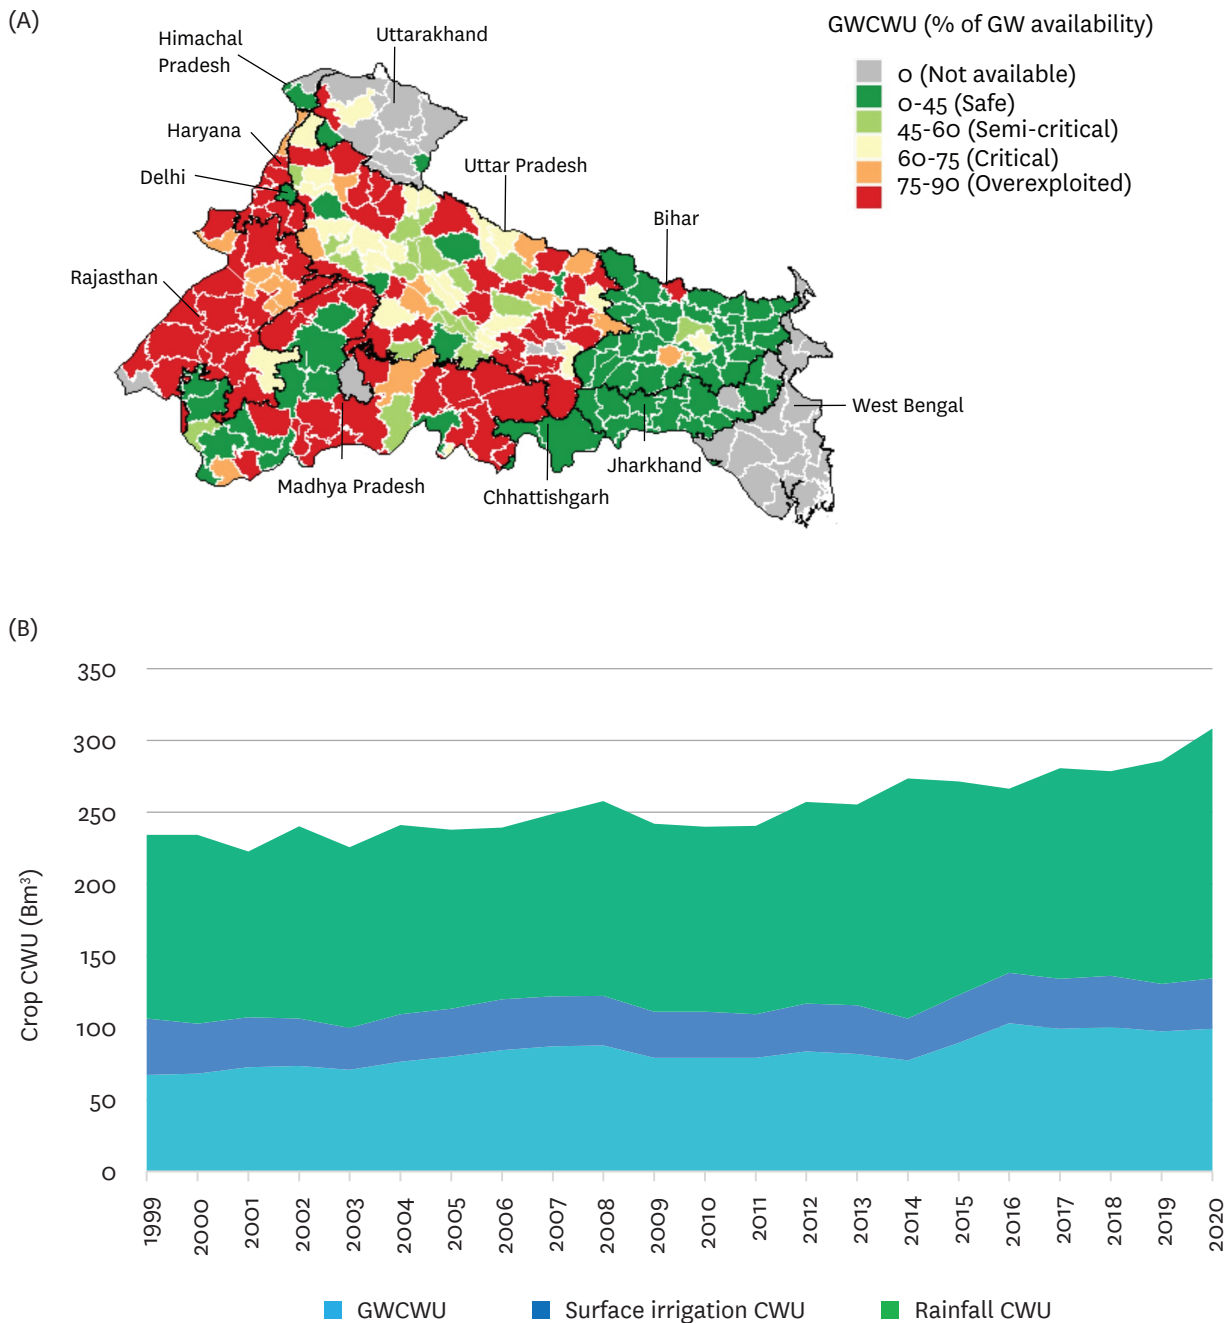 (A)
GWCWU (% of GW availability)
0 (Not available)
0-45 (Safe)
45-60 (Semi-critical)
60-75 (Critical)
75-90 (Overexploited)
Himachal
Pradesh
Uttarakhand
Haryana
Delhi
Uttar Pradesh
Bihar
Rajasthan
West Bengal
Jharkhand
Madhya Pradesh
Chhattishgarh
(B)
Crop CWU (Bm³)
350
300
250
200
150
100
50
0
1999
2000
2001
2002
2003
2004
2005
2006
2007
2008
2009
2010
2011
2012
2013
2014
2015
2016
2017
2018
2019
2020
GWCWU
Surface irrigation CWU
Rainfall CWU